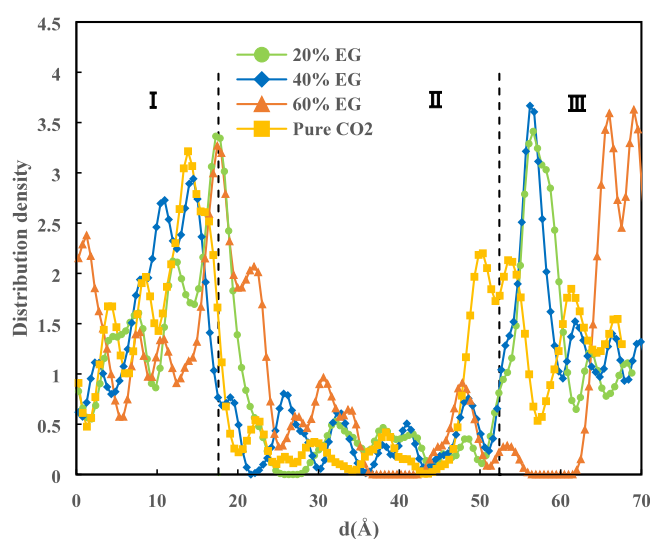 4.5
4
3.5
3
2.5
2
1.5
1
0.5
0
Distribution density
20% EG
40% EG
60% EG
Pure CO2
I
II
III
0 10 20 30 40 50 60 70
d(Å)